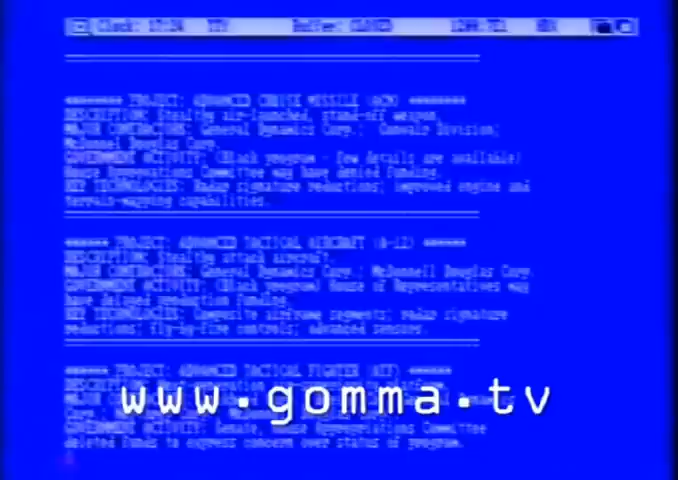 Clock: 17:24 TTY Buffer: CLOSED
PROJECT: ADVANCED CRUISE MISSILE (ACM)
DESCRIPTION: Stealthy air-launched, stand-off weapon.
MAJOR CONTRACTORS: General Dynamics Corp.; Convair Division;
McDonnel Douglas Corp.
GOVERNMENT ACTIVITY: (Black program - few details are available)
House Appropriations Committee may have denied funding.
KEY TECHNOLOGIES: Radar signature reductions; improved engine and
terrain-mapping capabilities.
PROJECT: ADVANCED TACTICAL AIRCRAFT (A-12)
DESCRIPTION: Stealthy attack aircraft.
MAJOR CONTRACTORS: General Dynamics Corp.; McDonnell Douglas Corp.
GOVERNMENT ACTIVITY: (Black program) House of Representatives may
have delayed production funding.
KEY TECHNOLOGIES: Composite airframe segments; radar signature
reductions; fly-by-fire controls; advanced sensors.
PROJECT: ADVANCED TACTICAL FIGHTER (ATF)
www.gomma.tv
GOVERNMENT ACTIVITY: Senate, House Appropriations Committee
deleted funds to express concern over status of program.